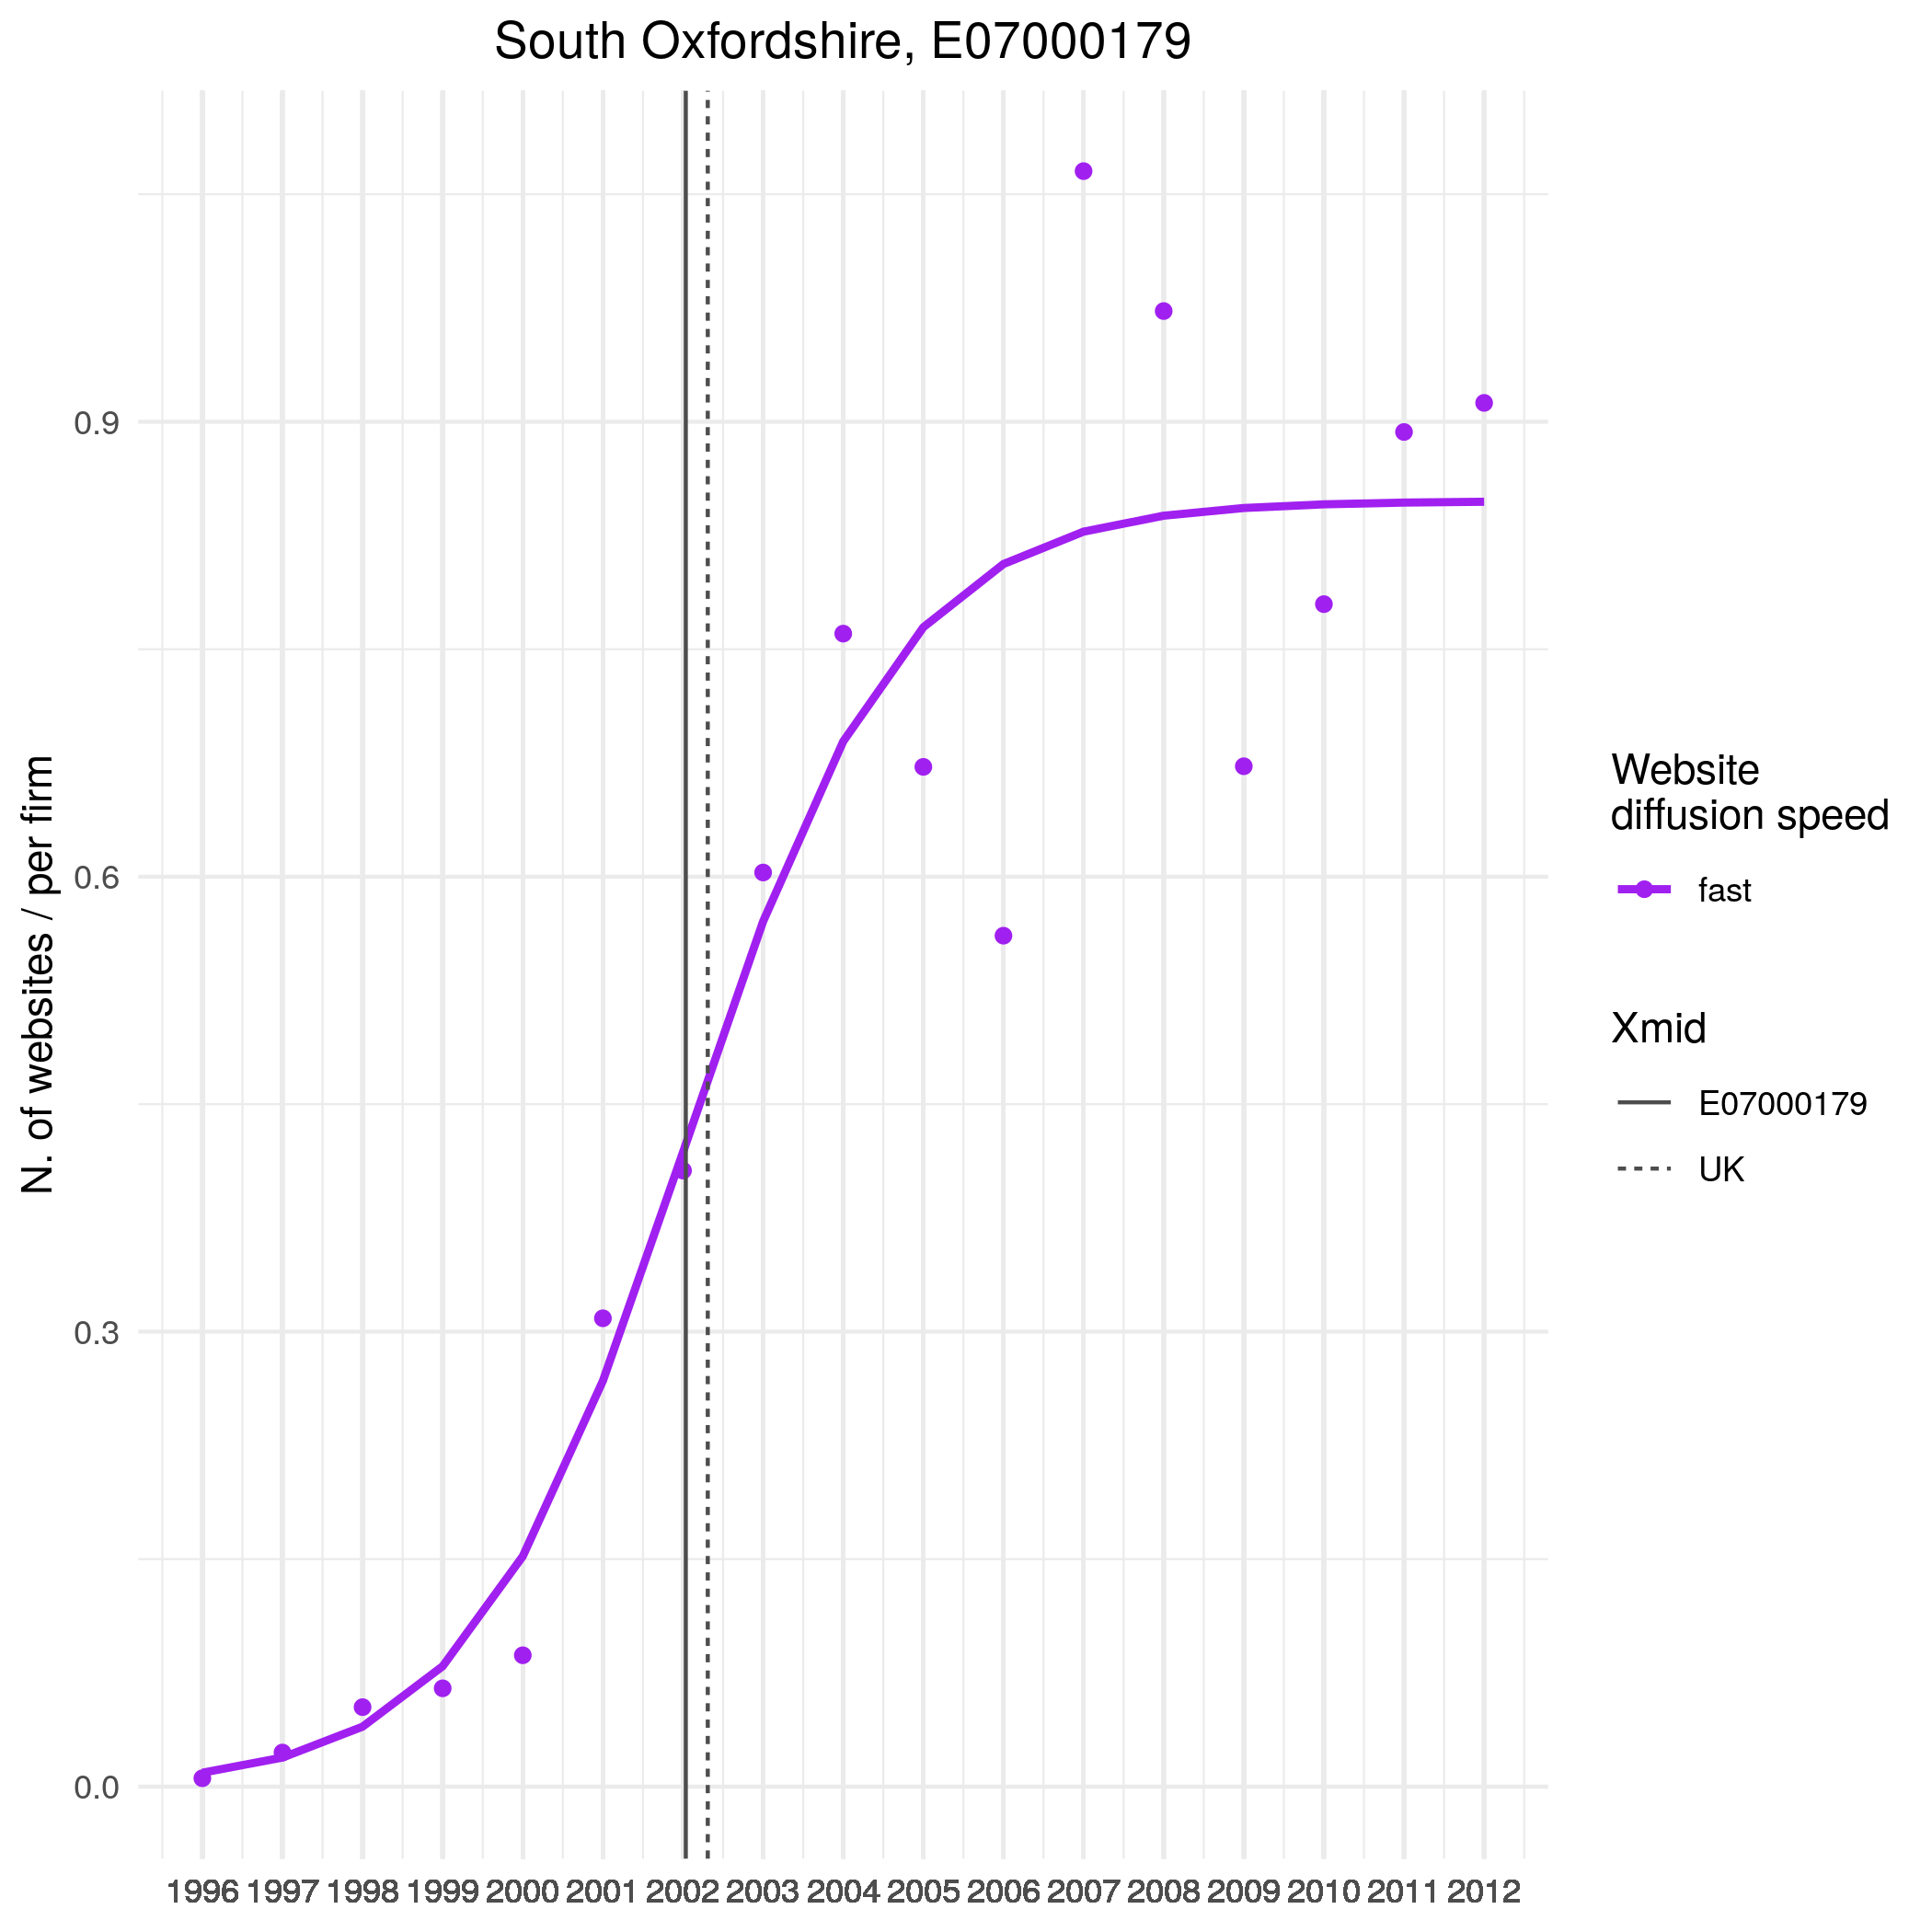 South Oxfordshire, E07000179
N. of websites / per firm
0.9
0.6
0.3
0.0
1996 1997 1998 1999 2000 2001 2002 2003 2004 2005 2006 2007 2008 2009 2010 2011 2012
Website
diffusion speed
fast
Xmid
E07000179
UK